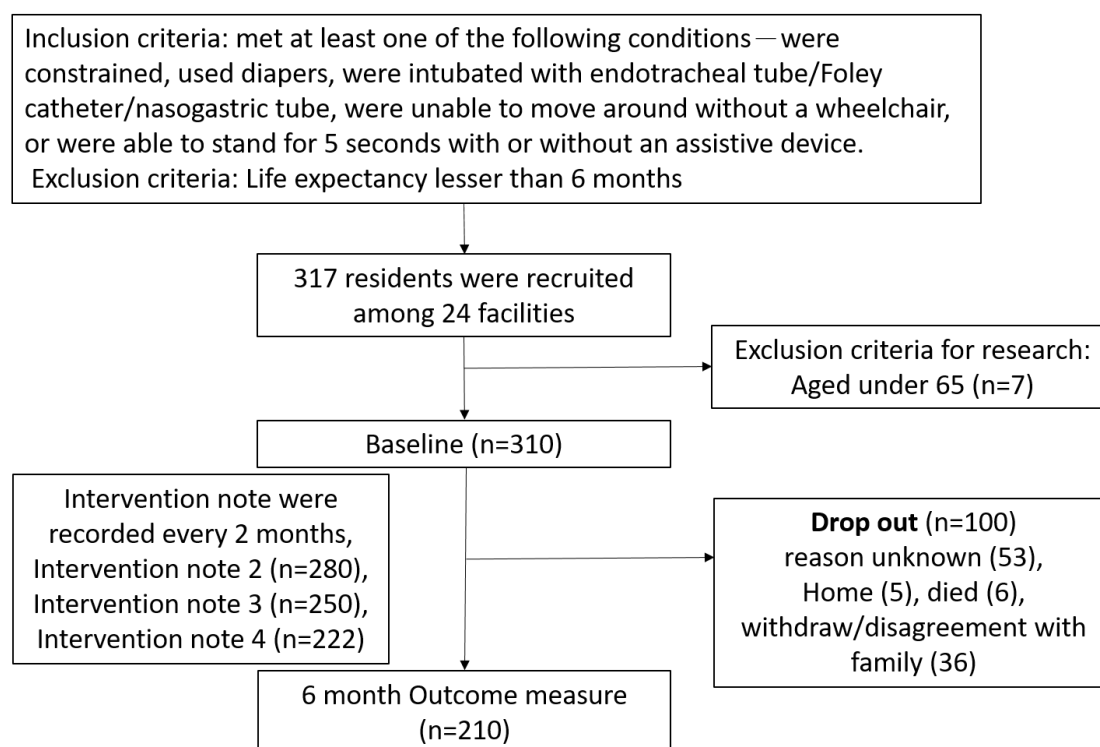 Inclusion criteria: met at least one of the following conditions—were
constrained, used diapers, were intubated with endotracheal tube/Foley
catheter/nasogastric tube, were unable to move around without a wheelchair,
or were able to stand for 5 seconds with or without an assistive device.
Exclusion criteria: Life expectancy lesser than 6 months
317 residents were recruited
among 24 facilities
Exclusion criteria for research:
Aged under 65 (n=7)
Baseline (n=310)
Intervention note were
recorded every 2 months,
Intervention note 2 (n=280),
Intervention note 3 (n=250),
Intervention note 4 (n=222)
Drop out (n=100)
reason unknown (53),
Home (5), died (6),
withdraw/disagreement with
family (36)
6 month Outcome measure
(n=210)